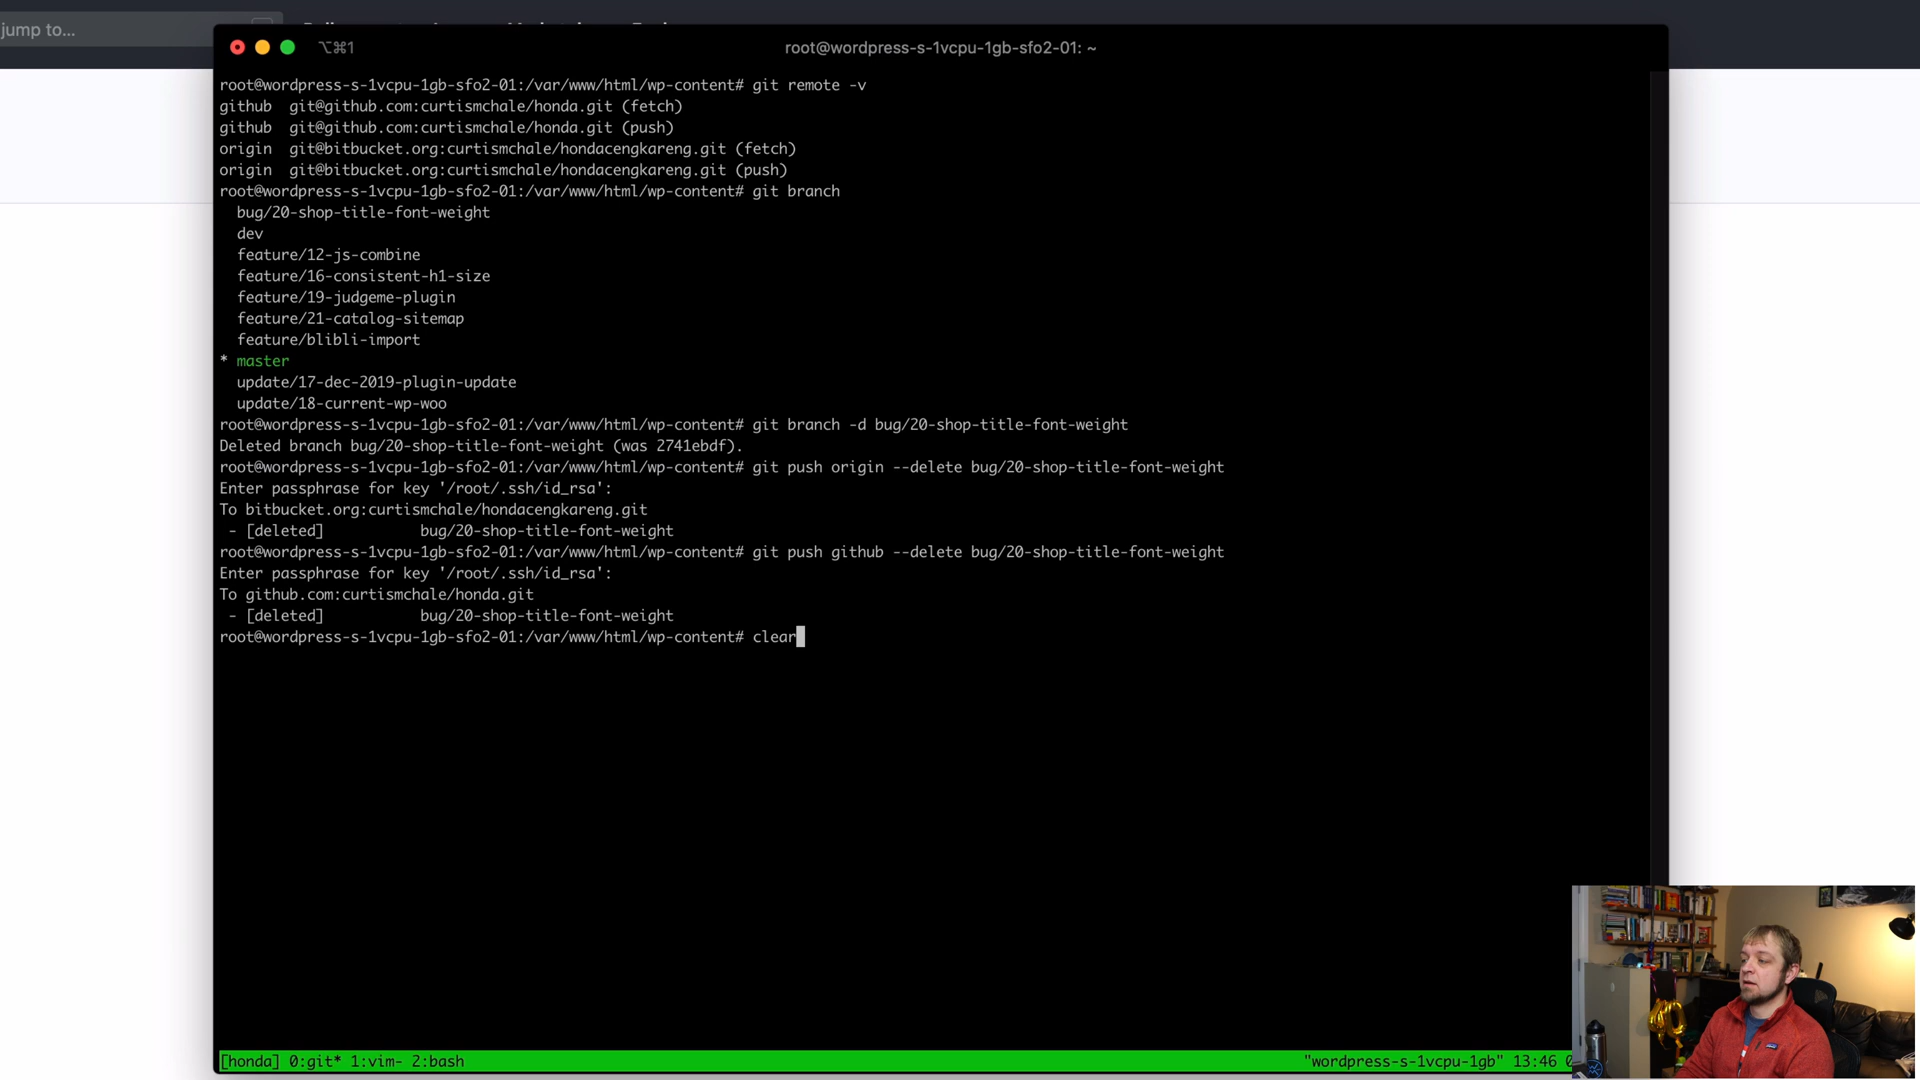 jump to...
⌥⌘1
root@wordpress-s-1vcpu-1gb-sfo2-01: ~
root@wordpress-s-1vcpu-1gb-sfo2-01:/var/www/html/wp-content# git remote -v
github  git@github.com:curtismchale/honda.git (fetch)
github  git@github.com:curtismchale/honda.git (push)
origin  git@bitbucket.org:curtismchale/hondacengkareng.git (fetch)
origin  git@bitbucket.org:curtismchale/hondacengkareng.git (push)
root@wordpress-s-1vcpu-1gb-sfo2-01:/var/www/html/wp-content# git branch
  bug/20-shop-title-font-weight
  dev
  feature/12-js-combine
  feature/16-consistent-h1-size
  feature/19-judgeme-plugin
  feature/21-catalog-sitemap
  feature/blibli-import
* master
  update/17-dec-2019-plugin-update
  update/18-current-wp-woo
root@wordpress-s-1vcpu-1gb-sfo2-01:/var/www/html/wp-content# git branch -d bug/20-shop-title-font-weight
Deleted branch bug/20-shop-title-font-weight (was 2741ebdf).
root@wordpress-s-1vcpu-1gb-sfo2-01:/var/www/html/wp-content# git push origin --delete bug/20-shop-title-font-weight
Enter passphrase for key '/root/.ssh/id_rsa':
To bitbucket.org:curtismchale/hondacengkareng.git
 - [deleted]           bug/20-shop-title-font-weight
root@wordpress-s-1vcpu-1gb-sfo2-01:/var/www/html/wp-content# git push github --delete bug/20-shop-title-font-weight
Enter passphrase for key '/root/.ssh/id_rsa':
To github.com:curtismchale/honda.git
 - [deleted]           bug/20-shop-title-font-weight
root@wordpress-s-1vcpu-1gb-sfo2-01:/var/www/html/wp-content# clear
[honda] 0:git* 1:vim- 2:bash "wordpress-s-1vcpu-1gb" 13:46